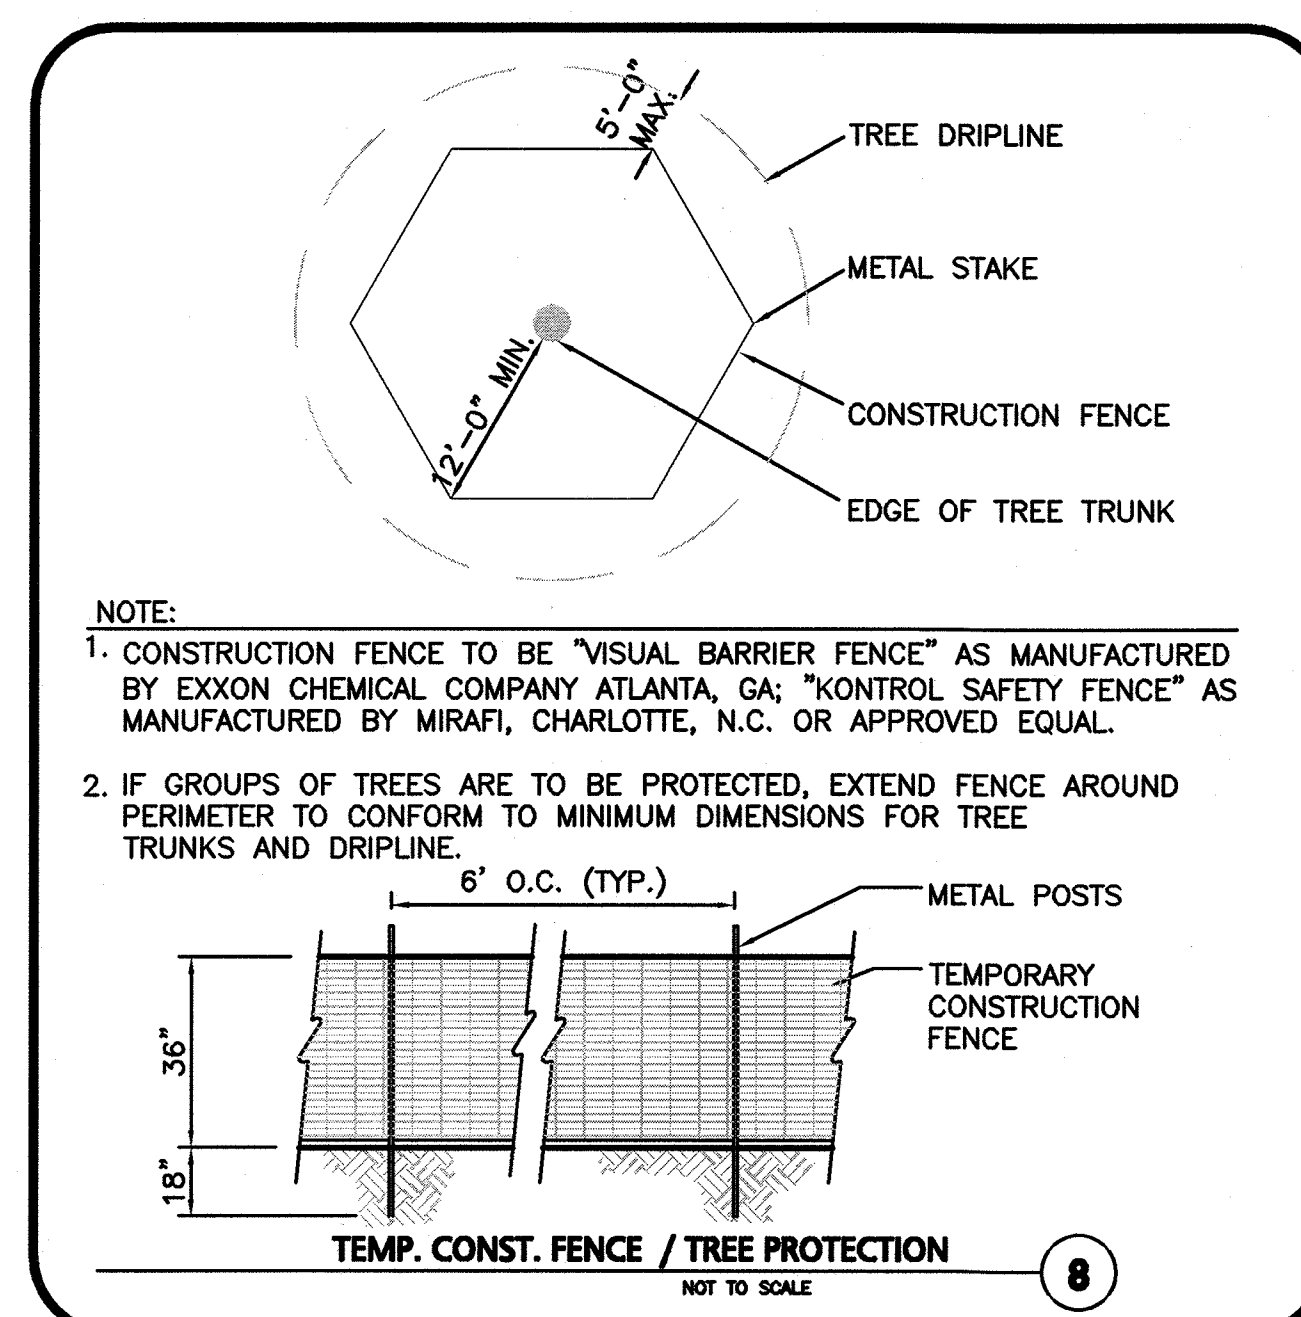 5'-0"
MAX.
TREE DRIPLINE
METAL STAKE
12'-0" MIN.
CONSTRUCTION FENCE
EDGE OF TREE TRUNK
NOTE:
1. CONSTRUCTION FENCE TO BE "VISUAL BARRIER FENCE" AS MANUFACTURED
BY EXXON CHEMICAL COMPANY ATLANTA, GA; "KONTROL SAFETY FENCE" AS
MANUFACTURED BY MIRAFI, CHARLOTTE, N.C. OR APPROVED EQUAL.
2. IF GROUPS OF TREES ARE TO BE PROTECTED, EXTEND FENCE AROUND
PERIMETER TO CONFORM TO MINIMUM DIMENSIONS FOR TREE
TRUNKS AND DRIPLINE.
6' O.C. (TYP.)
METAL POSTS
TEMPORARY
CONSTRUCTION
FENCE
36"
18"
TEMP. CONST. FENCE / TREE PROTECTION
8
NOT TO SCALE